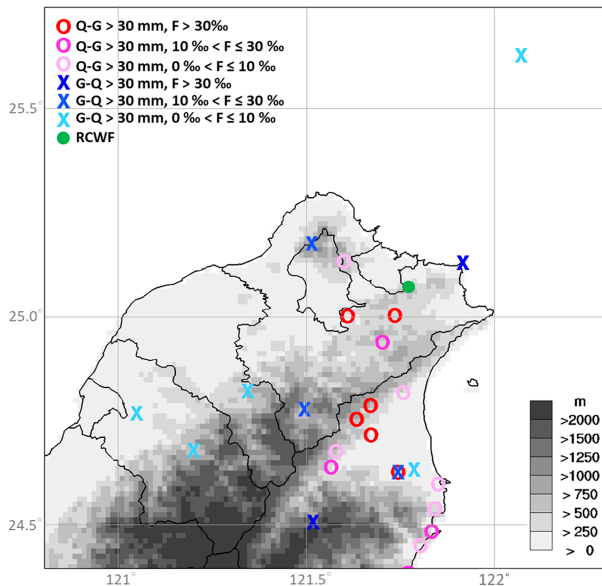 O Q-G > 30 mm, F > 30‰
O Q-G > 30 mm, 10 ‰ < F ≤ 30 ‰
O Q-G > 30 mm, 0 ‰ < F ≤ 10 ‰
X G-Q > 30 mm, F > 30 ‰
X G-Q > 30 mm, 10 ‰ < F ≤ 30 ‰
X G-Q > 30 mm, 0 ‰ < F ≤ 10 ‰
RCWF
25.5°
25.0°
24.5°
121°
121.5°
122°
m
>2000
>1500
>1250
>1000
> 750
> 500
> 250
> 0